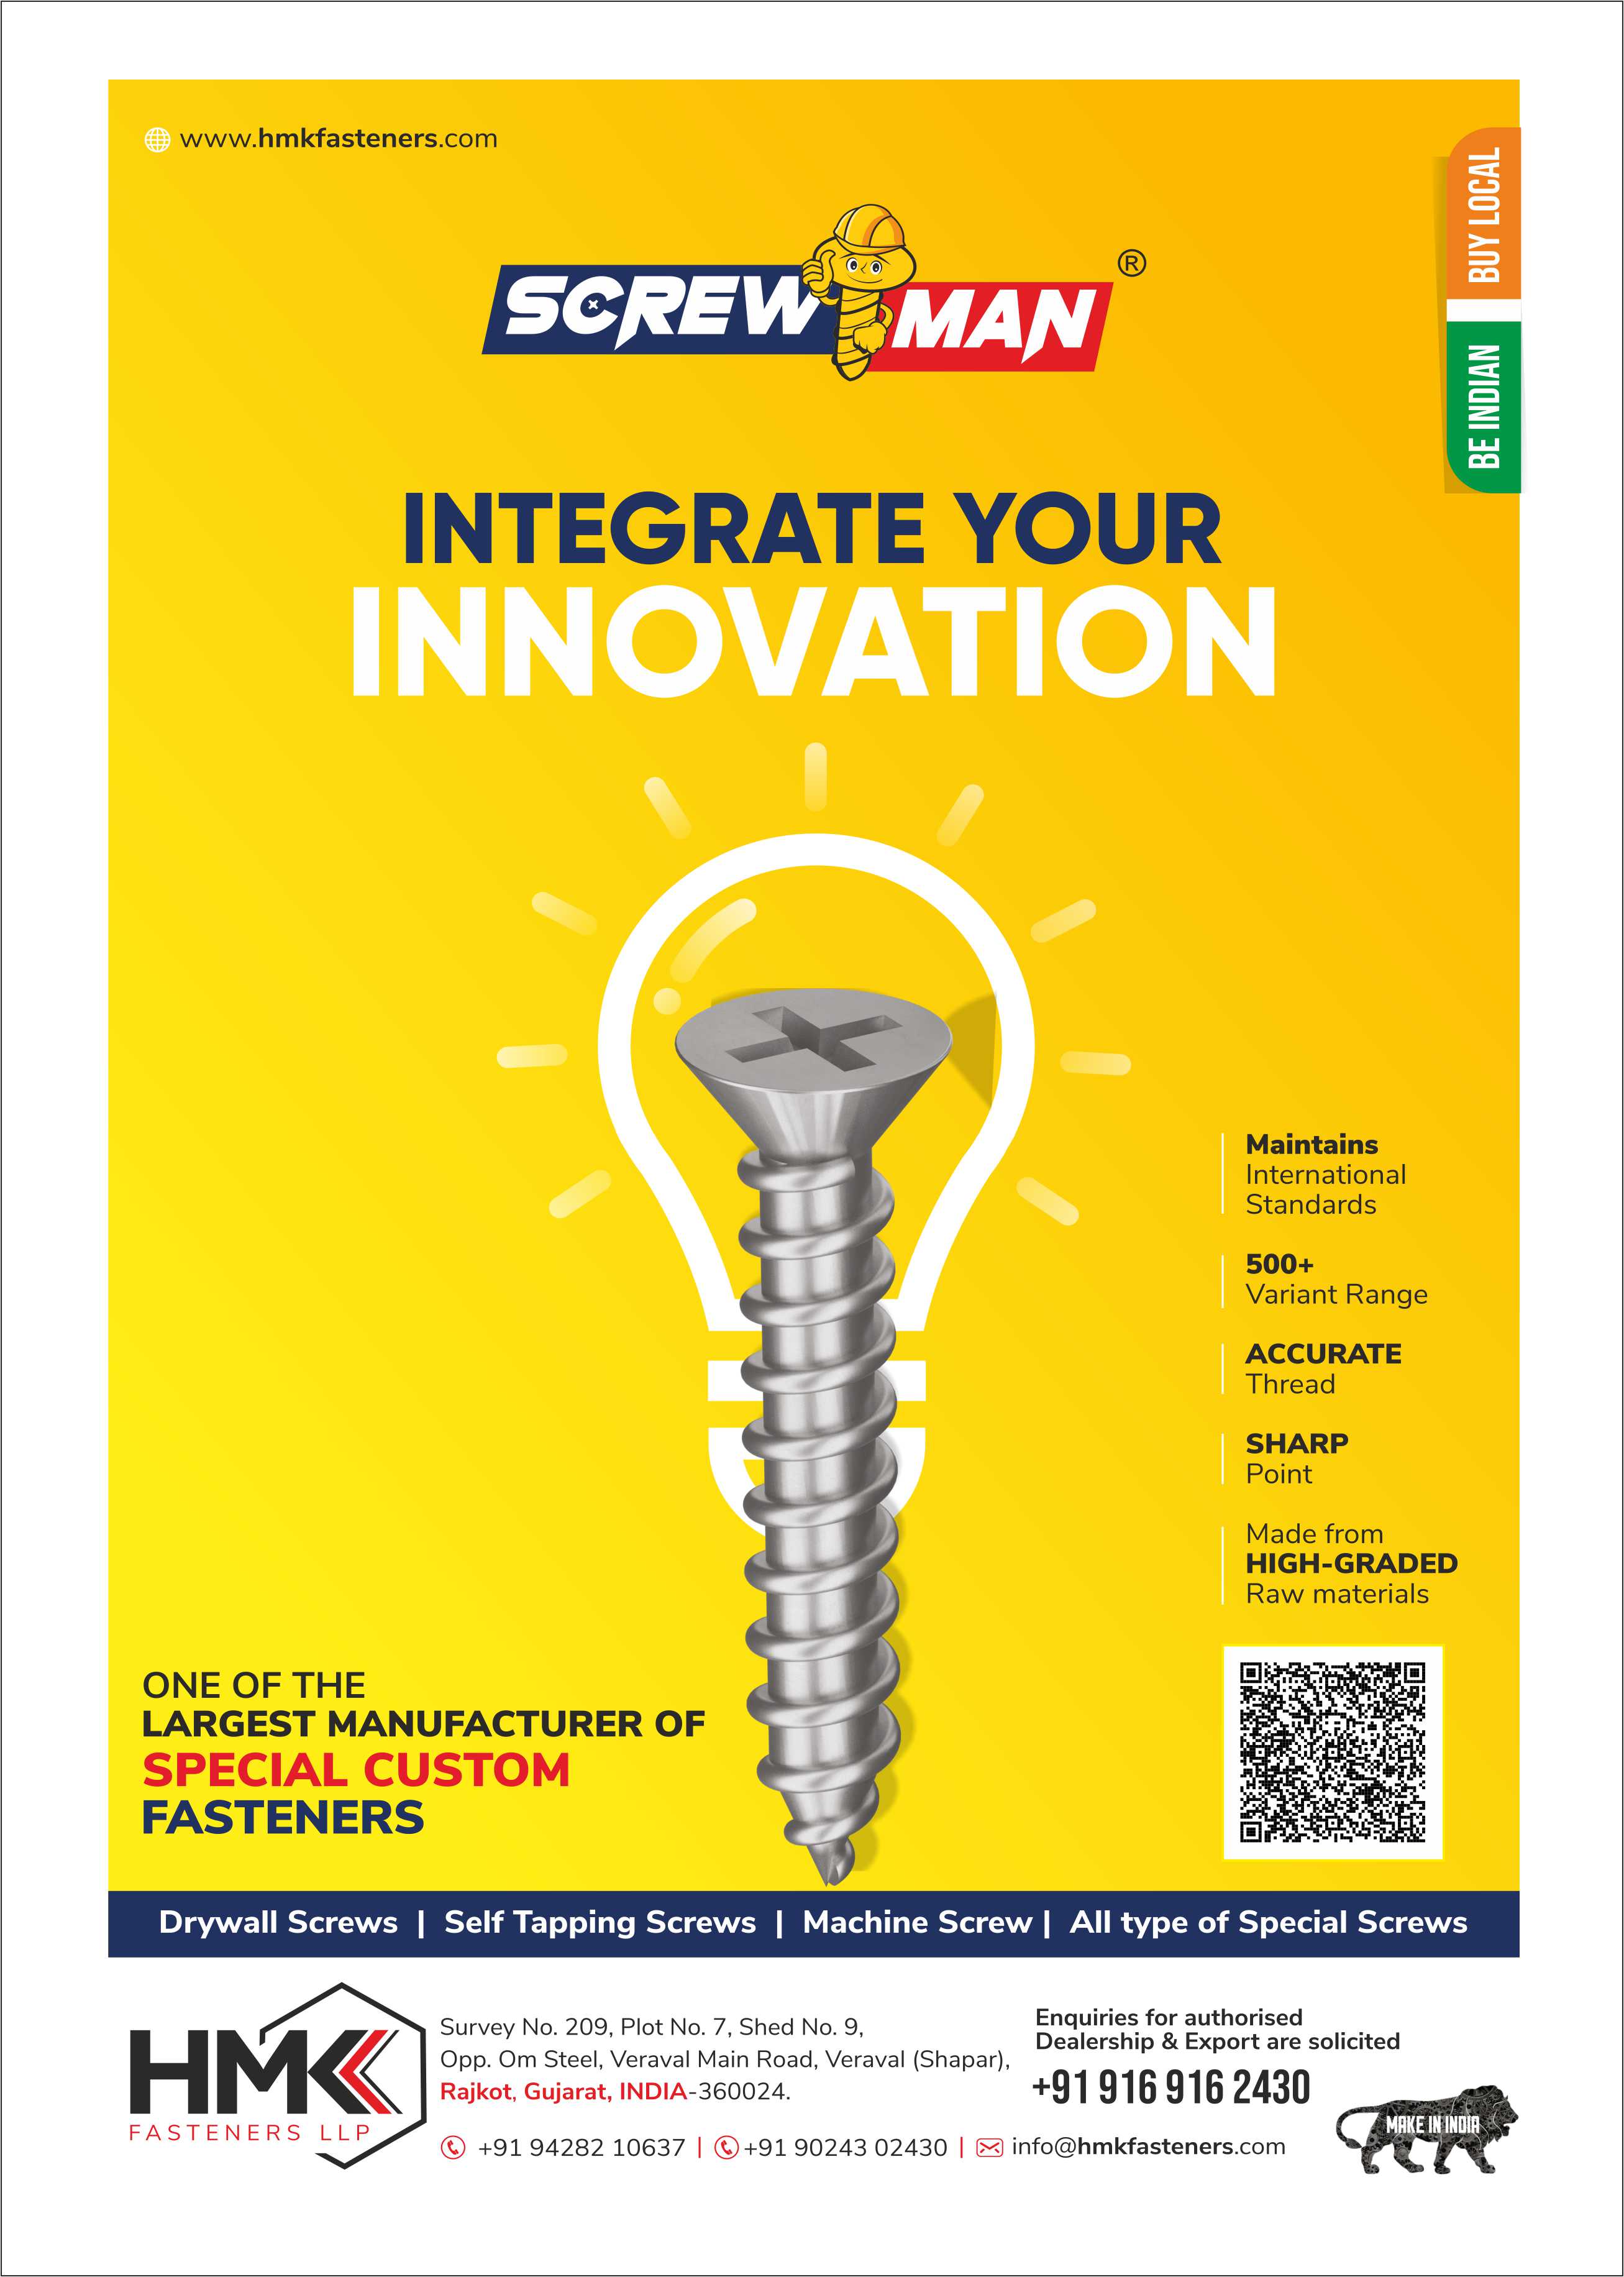 www.hmkfasteners.com
BUY LOCAL
BE INDIAN
SCREW MAN ®
INTEGRATE YOUR
INNOVATION
Maintains
International
Standards
500+
Variant Range
ACCURATE
Thread
SHARP
Point
Made from
HIGH-GRADED
Raw materials
ONE OF THE
LARGEST MANUFACTURER OF
SPECIAL CUSTOM
FASTENERS
Drywall Screws | Self Tapping Screws | Machine Screw | All type of Special Screws
HMK
FASTENERS LLP
Survey No. 209, Plot No. 7, Shed No. 9,
Opp. Om Steel, Veraval Main Road, Veraval (Shapar),
Rajkot, Gujarat, INDIA-360024.
+91 94282 10637 | +91 90243 02430 | info@hmkfasteners.com
Enquiries for authorised
Dealership & Export are solicited
+91 916 916 2430
MAKE IN INDIA